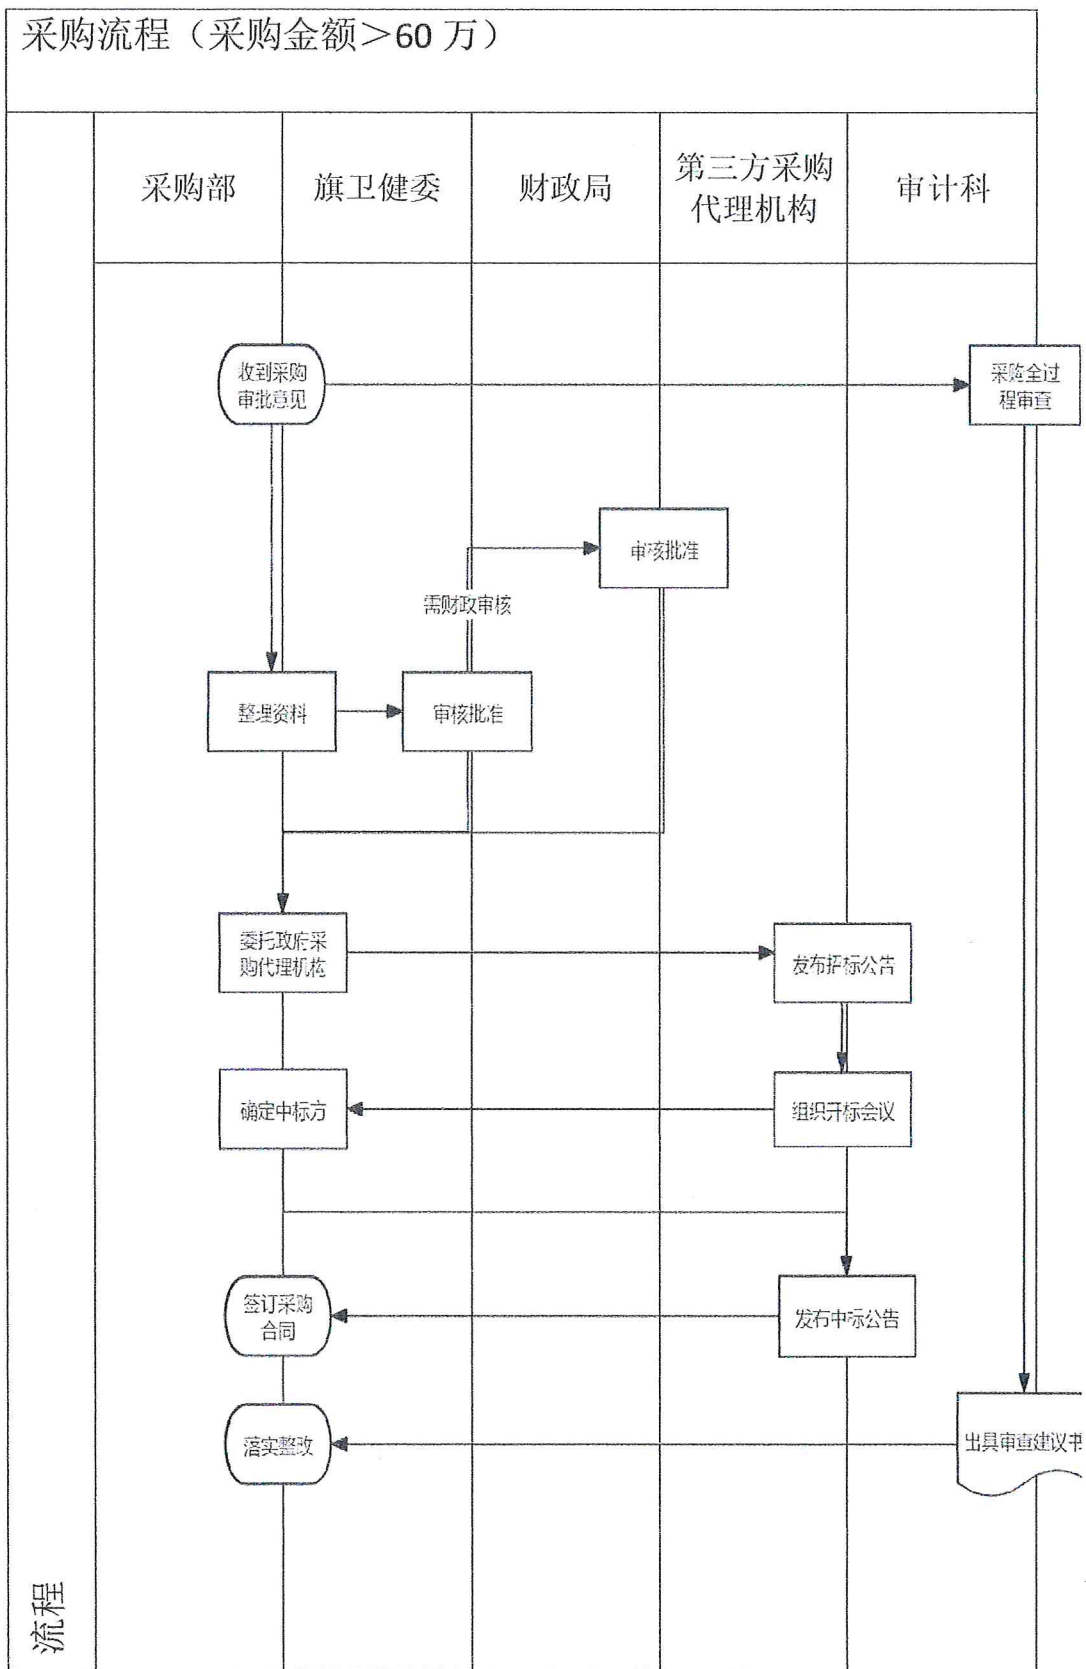 采购流程（采购金额＞60 万）
采购部
旗卫健委
财政局
第三方采购
代理机构
审计科
收到采购
审批意见
采购全过
程审查
审核批准
需财政审核
整理资料
审核批准
委托政府采
购代理机构
发布招标公告
确定中标方
组织开标会议
签订采购
合同
发布中标公告
落实整改
出具审查建议书
流程